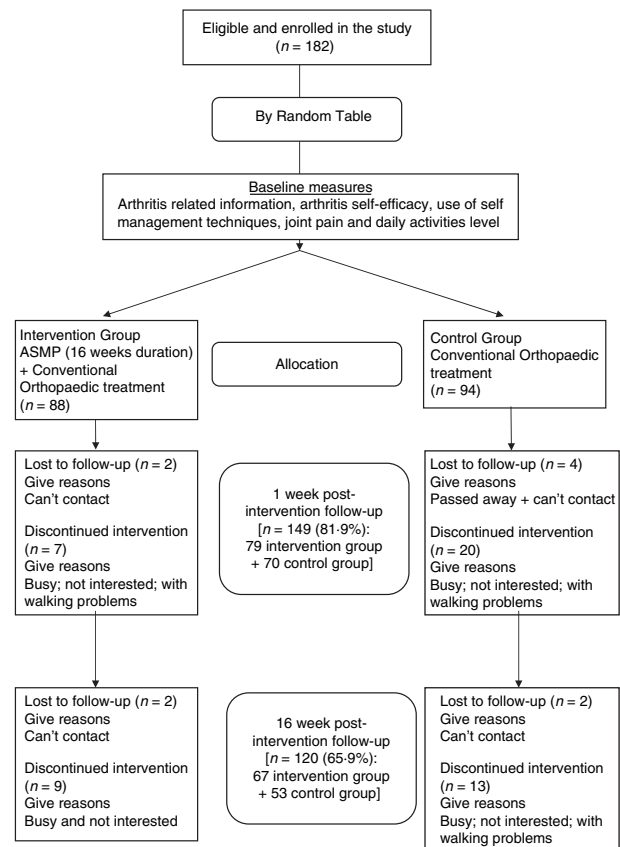 Eligible and enrolled in the study
(n = 182)
By Random Table
Baseline measures
Arthritis related information, arthritis self-efficacy, use of self
management techniques, joint pain and daily activities level
Intervention Group
ASMP (16 weeks duration)
+ Conventional
Orthopaedic treatment
(n = 88)
Allocation
Control Group
Conventional Orthopaedic
treatment
(n = 94)
Lost to follow-up (n = 2)
Give reasons
Can't contact
Discontinued intervention
(n = 7)
Give reasons
Busy; not interested; with
walking problems
1 week post-
intervention follow-up
[n = 149 (81·9%):
79 intervention group
+ 70 control group]
Lost to follow-up (n = 4)
Give reasons
Passed away + can't contact
Discontinued intervention
(n = 20)
Give reasons
Busy; not interested; with
walking problems
Lost to follow-up (n = 2)
Give reasons
Can't contact
Discontinued intervention
(n = 9)
Give reasons
Busy and not interested
16 week post-
intervention follow-up
[n = 120 (65·9%):
67 intervention group
+ 53 control group]
Lost to follow-up (n = 2)
Give reasons
Can't contact
Discontinued intervention
(n = 13)
Give reasons
Busy; not interested; with
walking problems